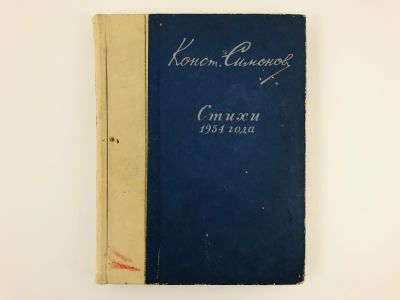 Конст. Симонов
Стихи
1954 года